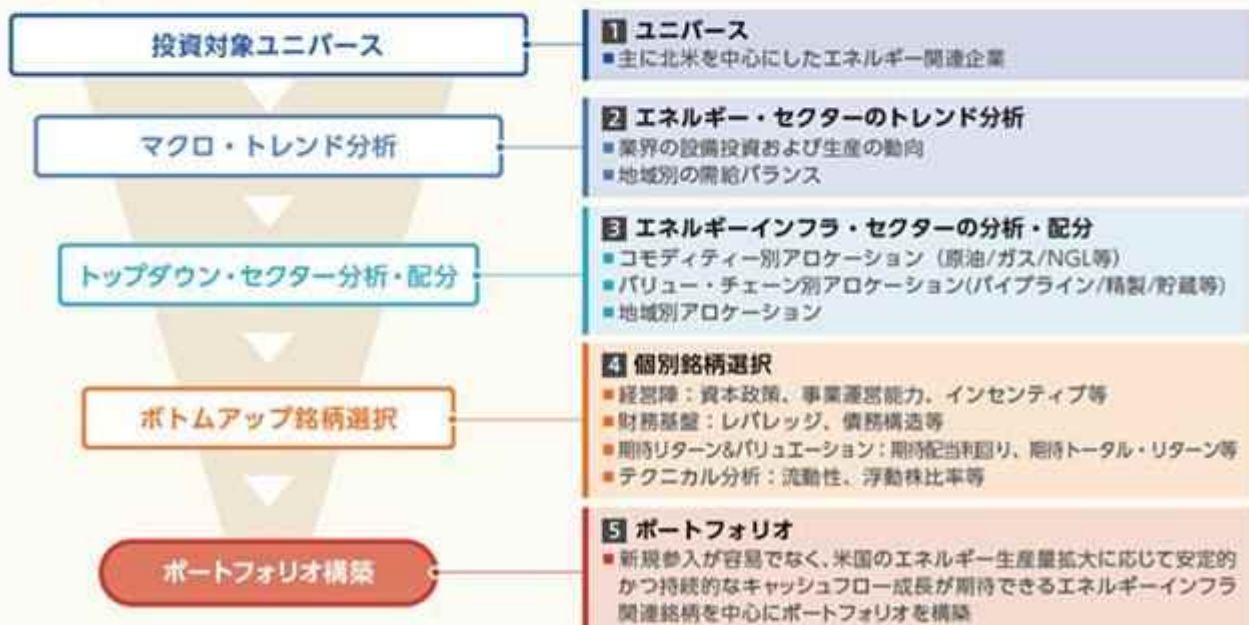 投資対象ユニバース
1 ユニバース
■主に北米を中心にしたエネルギー関連企業
マクロ・トレンド分析
2 エネルギー・セクターのトレンド分析
■業界の設備投資および生産の動向
■地域別の需給バランス
トップダウン・セクター分析・配分
3 エネルギーインフラ・セクターの分析・配分
■コモディティー別アロケーション（原油/ガス/NGL等）
■バリュー・チェーン別アロケーション(パイプライン/精製/貯蔵等)
■地域別アロケーション
ボトムアップ銘柄選択
4 個別銘柄選択
■経営陣：資本政策、事業運営能力、インセンティブ等
■財務基盤：レバレッジ、債務構造等
■期待リターン&バリュエーション：期待配当利回り、期待トータル・リターン等
■テクニカル分析：流動性、浮動株比率等
ポートフォリオ構築
5 ポートフォリオ
■新規参入が容易でなく、米国のエネルギー生産量拡大に応じて安定的
かつ持続的なキャッシュフロー成長が期待できるエネルギーインフラ
関連銘柄を中心にポートフォリオを構築